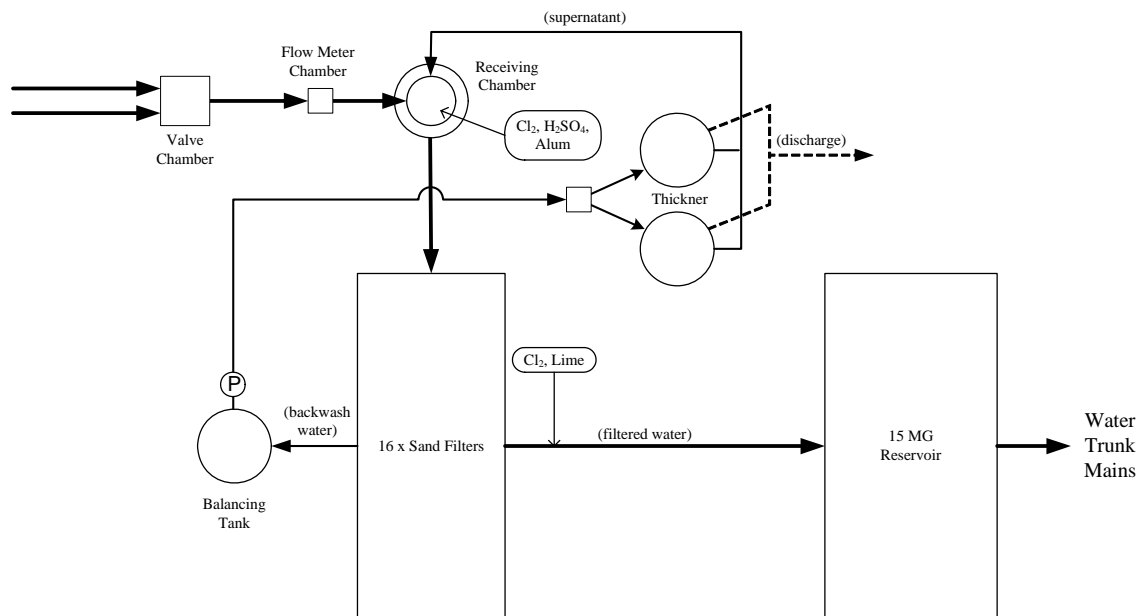 (supernatant)
Flow Meter
Chamber
Receiving
Chamber
Cl₂, H₂SO₄,
Alum
(discharge)
Valve
Chamber
Thickner
Cl₂, Lime
P
(backwash
water)
16 x Sand Filters
(filtered water)
15 MG
Reservoir
Water
Trunk
Mains
Balancing
Tank